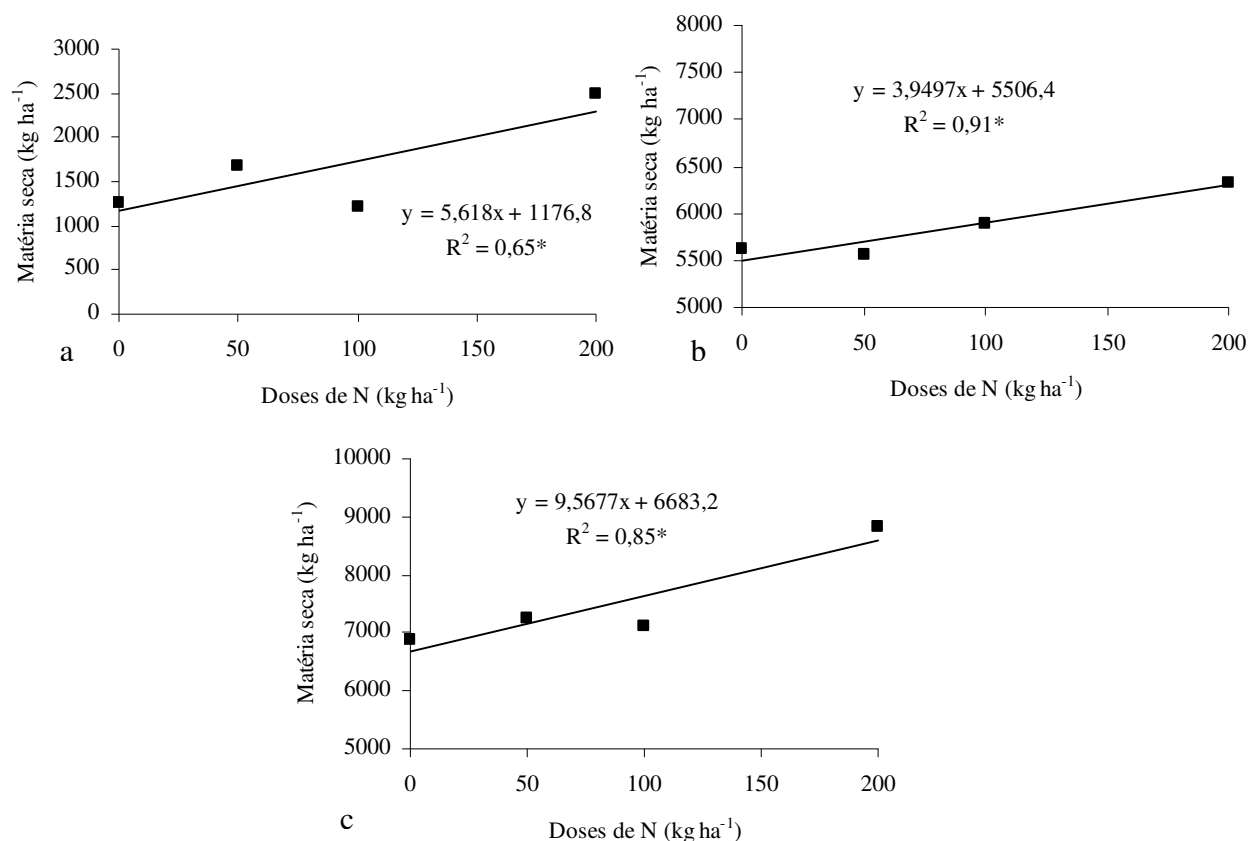 Matéria seca (kg ha⁻¹)
3000
2500
2000
1500
1000
500
0
y = 5,618x + 1176,8
R² = 0,65*
0 50 100 150 200
a
Doses de N (kg ha⁻¹)
Matéria seca (kg ha⁻¹)
8000
7500
7000
6500
6000
5500
5000
y = 3,9497x + 5506,4
R² = 0,91*
0 50 100 150 200
b
Doses de N (kg ha⁻¹)
Matéria seca (kg ha⁻¹)
10000
9000
8000
7000
6000
5000
y = 9,5677x + 6683,2
R² = 0,85*
0 50 100 150 200
c
Doses de N (kg ha⁻¹)